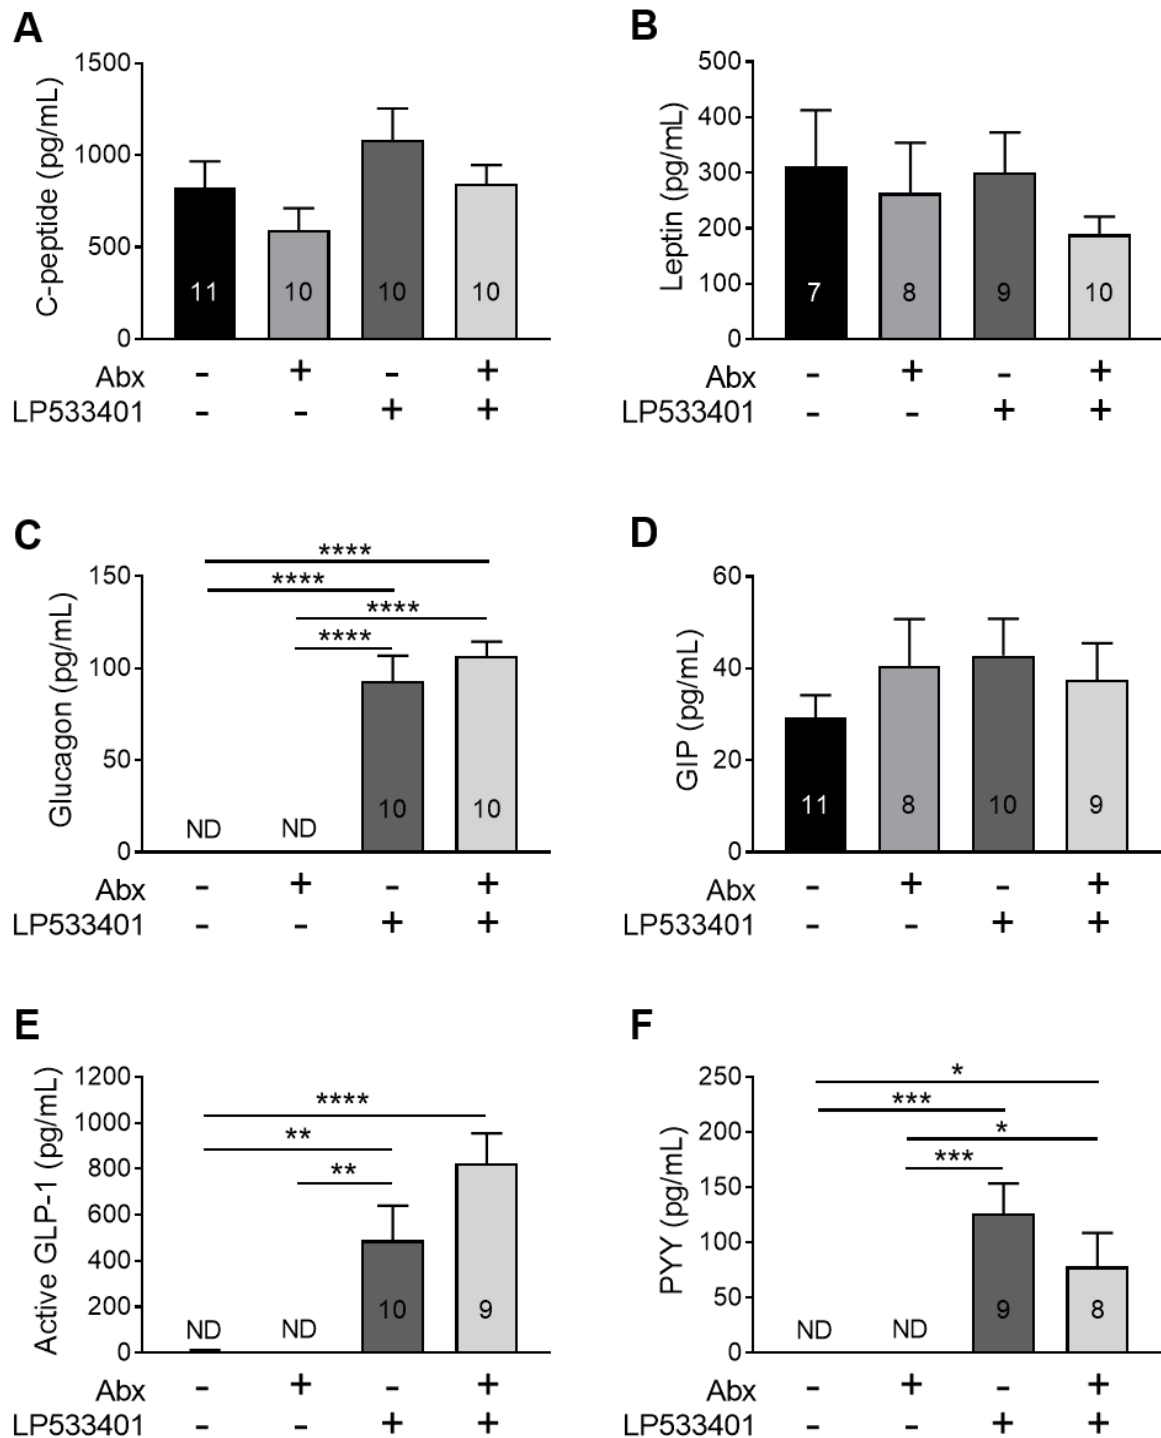 A
C-peptide (pg/mL)
1500
1000
500
0
11 10 10 10
Abx - + - +
LP533401 - - + +
B
Leptin (pg/mL)
500
400
300
200
100
0
7 8 9 10
Abx - + - +
LP533401 - - + +
C
Glucagon (pg/mL)
****
****
****
****
150
100
50
0
ND ND 10 10
Abx - + - +
LP533401 - - + +
D
GIP (pg/mL)
60
40
20
0
11 8 10 9
Abx - + - +
LP533401 - - + +
E
Active GLP-1 (pg/mL)
1200
1000
800
600
400
200
0
****
**
**
ND ND 10 9
Abx - + - +
LP533401 - - + +
F
PYY (pg/mL)
250
200
150
100
50
0
*
***
*
***
ND ND 9 8
Abx - + - +
LP533401 - - + +